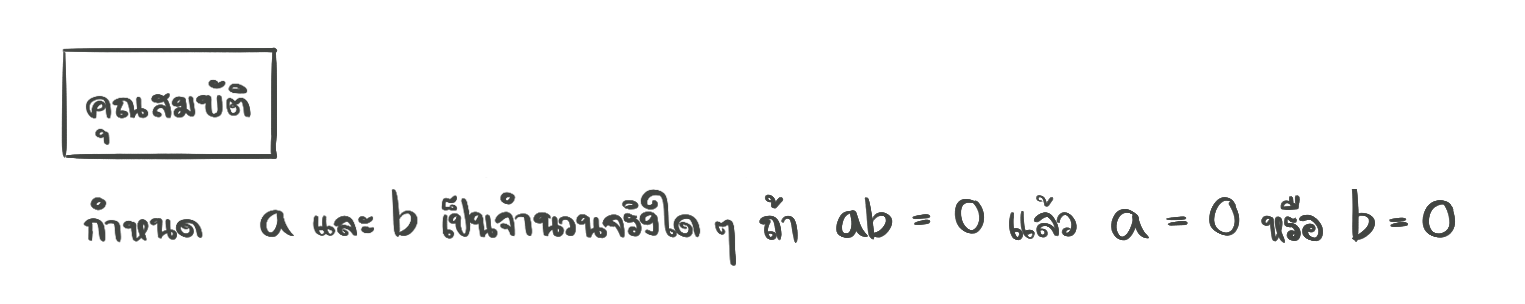 คุณสมบัติ
กำหนด a และ b เป็นจำนวนจริงใด ๆ ถ้า ab = 0 แล้ว a = 0 หรือ b = 0